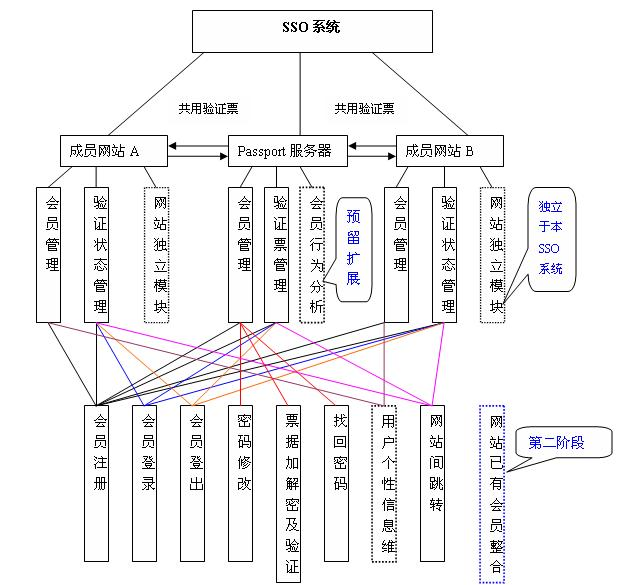 SSO 系统
共用验证票
共用验证票
成员网站 A
Passport 服务器
成员网站 B
会员管理
验证状态管理
网站独立模块
会员管理
验证票管理
会员行为分析
预留扩展
会员管理
验证状态管理
网站独立模块
独立
于本
SSO
系统
会员注册
会员登录
会员登出
密码修改
票据加解密及验证
找回密码
用户个性信息维
网站间跳转
网站已有会员整合
第二阶段